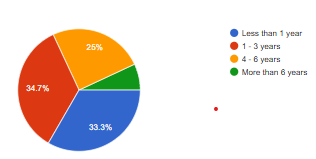 25%
34.7%
33.3%
Less than 1 year
1 - 3 years
4 - 6 years
More than 6 years